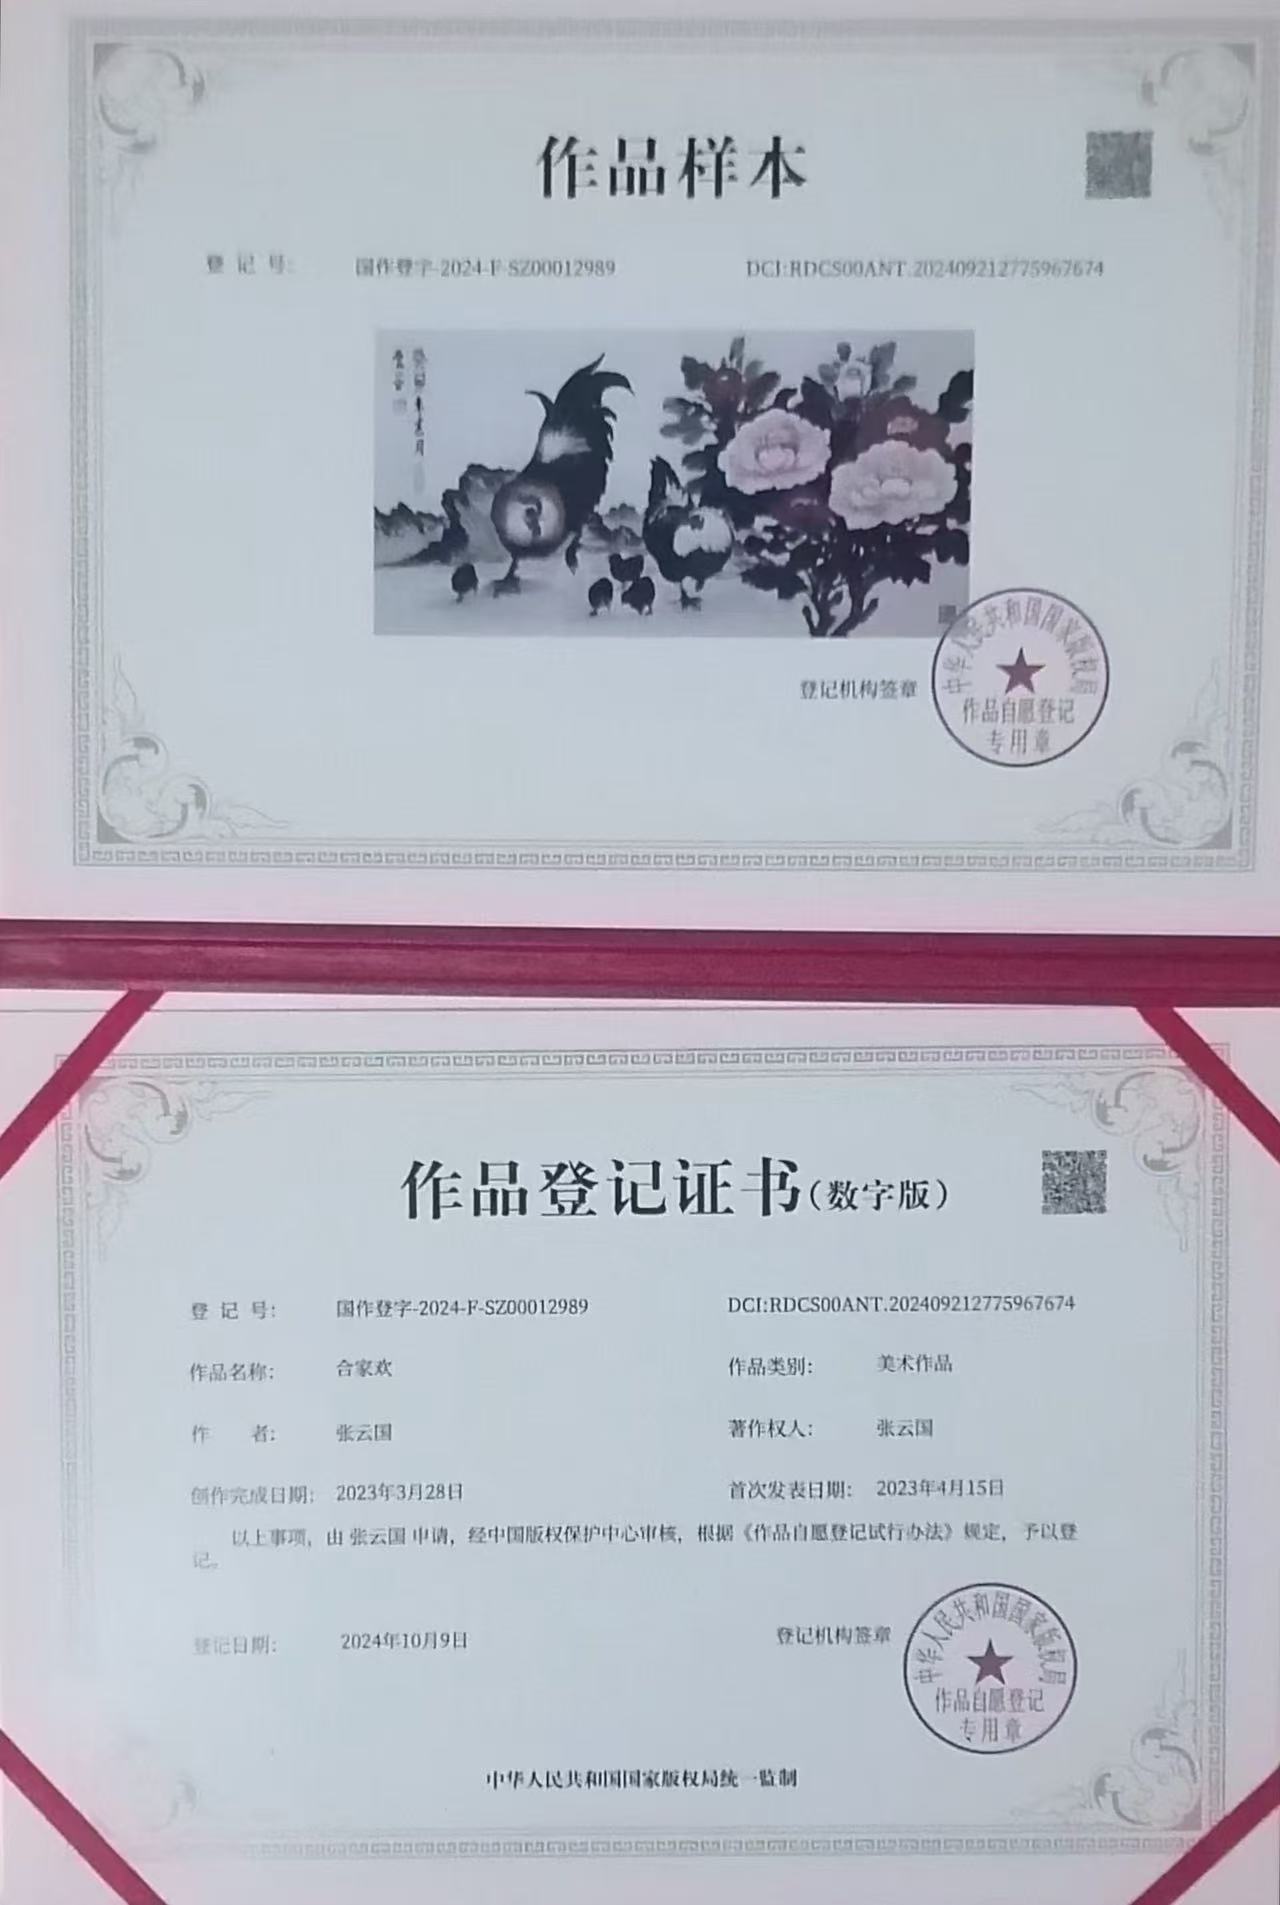 作品样本
登记号: 国作登字-2024-F-SZ00012989 DCI:RDCS00ANT.202409212775967674
登记机构签章
中华人民共和国国家版权局
作品自愿登记
专用章
作品登记证书(数字版)
登记号: 国作登字-2024-F-SZ00012989 DCI:RDCS00ANT.202409212775967674
作品名称: 合家欢 作品类别: 美术作品
作者: 张云国 著作权人: 张云国
创作完成日期: 2023年3月28日 首次发表日期: 2023年4月15日
以上事项，由 张云国 申请，经中国版权保护中心审核，根据《作品自愿登记试行办法》规定，予以登
记。
登记日期: 2024年10月9日 登记机构签章
中华人民共和国国家版权局
作品自愿登记
专用章
中华人民共和国国家版权局统一监制